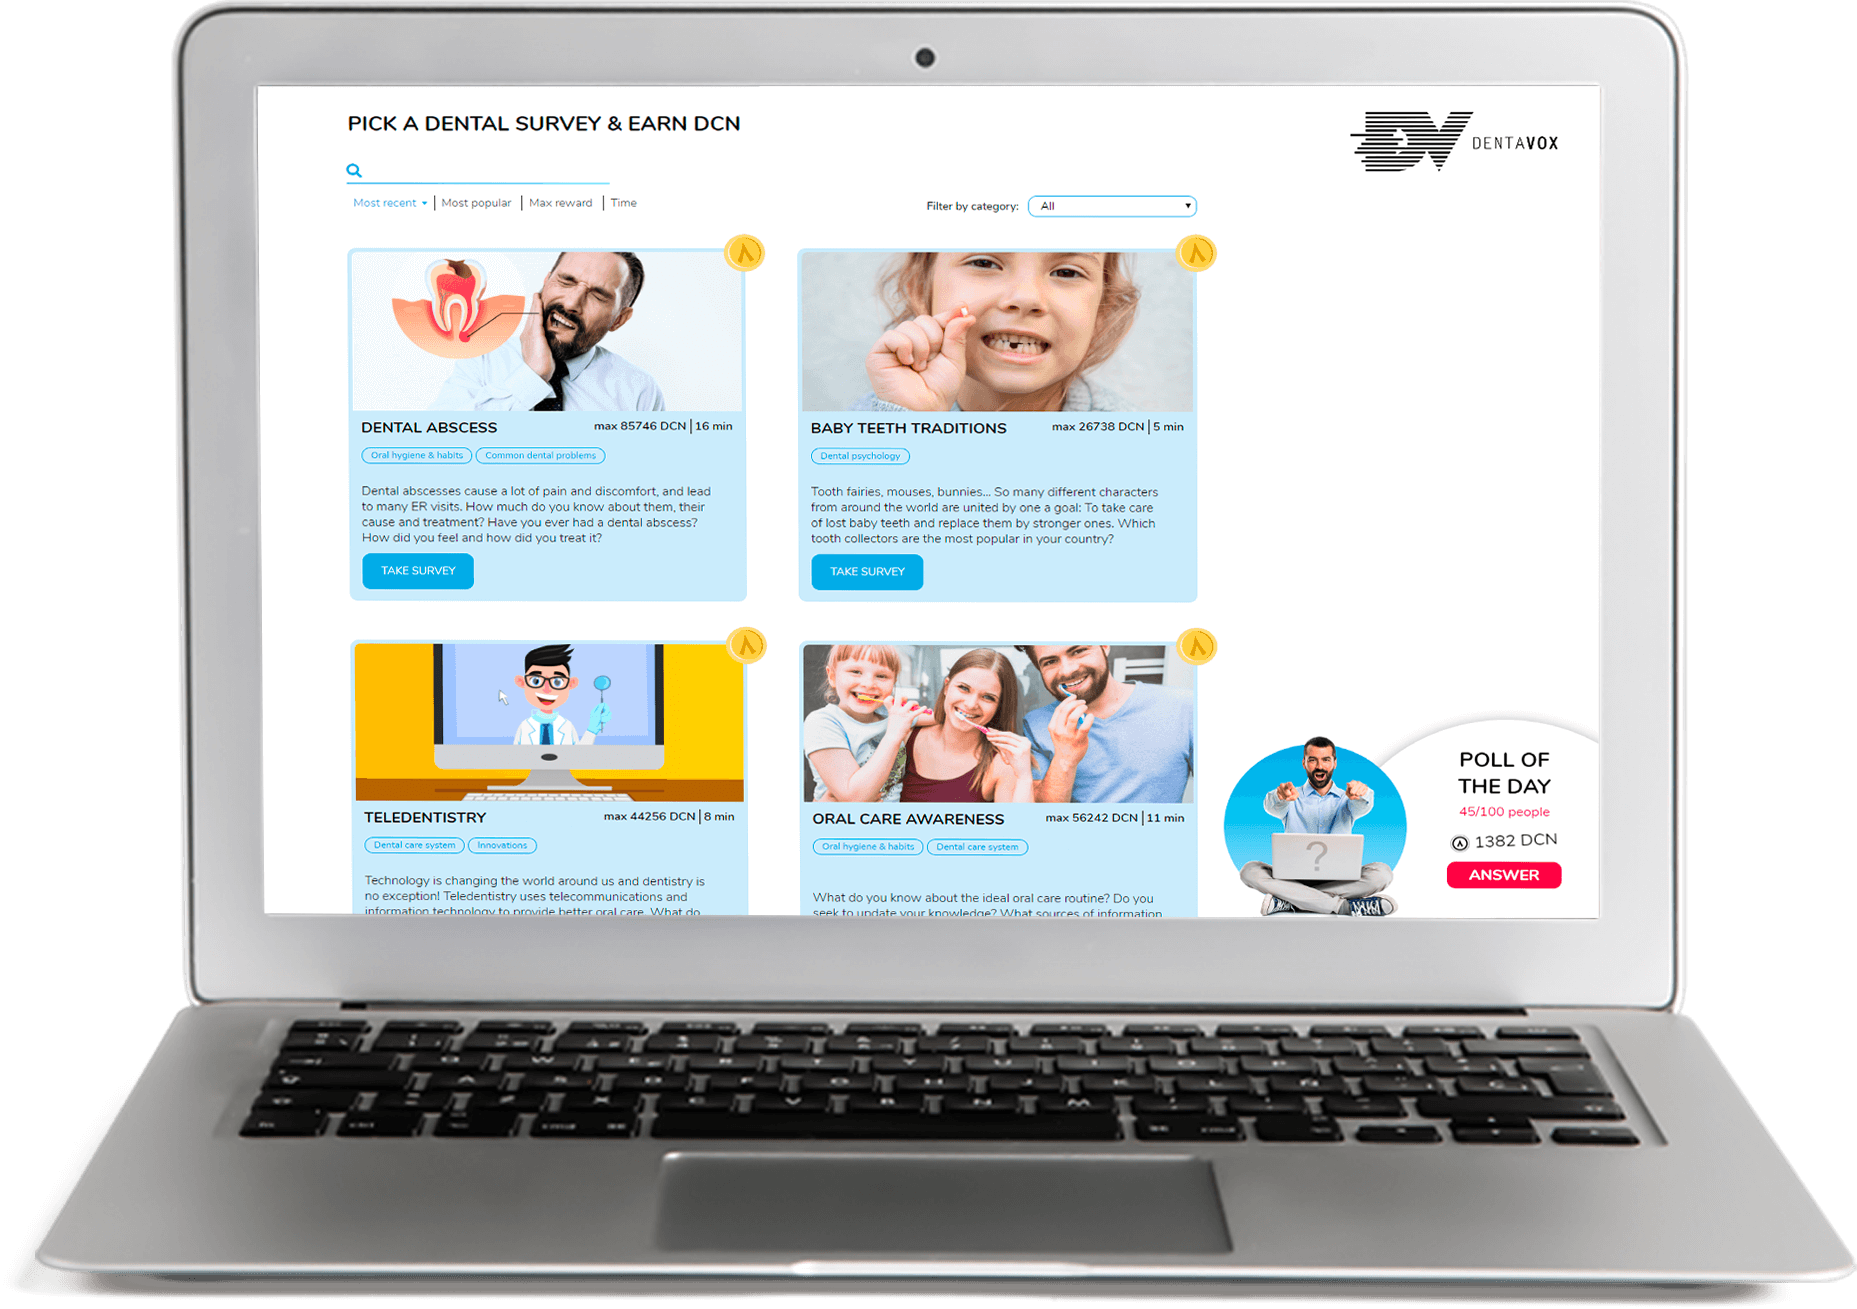 PICK A DENTAL SURVEY & EARN DCN
DENTAVOX
Most recent
Most popular
Max reward
Time
Filter by category:
All
DENTAL ABSCESS
max 85746 DCN
16 min
Oral hygiene & habits
Common dental problems
Dental abscesses cause a lot of pain and discomfort, and lead
to many ER visits. How much do you know about them, their
cause and treatment? Have you ever had a dental abscess?
How did you feel and how did you treat it?
TAKE SURVEY
BABY TEETH TRADITIONS
max 26738 DCN
5 min
Dental psychology
Tooth fairies, mouses, bunnies... So many different characters
from around the world are united by one a goal: To take care
of lost baby teeth and replace them by stronger ones. Which
tooth collectors are the most popular in your country?
TAKE SURVEY
TELEDENTISTRY
max 44256 DCN
8 min
Dental care system
Innovations
Technology is changing the world around us and dentistry is
no exception! Teledentistry uses telecommunications and
information technology to provide better oral care. What do
ORAL CARE AWARENESS
max 56242 DCN
11 min
Oral hygiene & habits
Dental care system
What do you know about the ideal oral care routine? Do you
seek to update your knowledge? What sources of information
?
POLL OF
THE DAY
45/100 people
1382 DCN
ANSWER